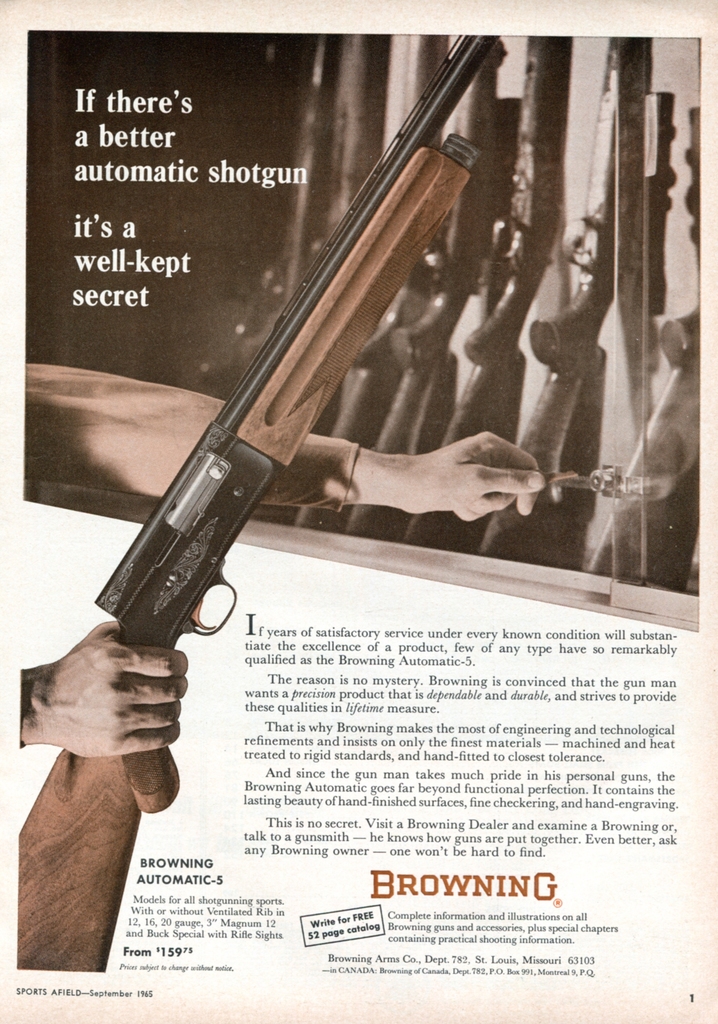 If there's
a better
automatic shotgun
it's a
well-kept
secret
If years of satisfactory service under every known condition will substan-
tiate the excellence of a product, few of any type have so remarkably
qualified as the Browning Automatic-5.
The reason is no mystery. Browning is convinced that the gun man
wants a precision product that is dependable and durable, and strives to provide
these qualities in lifetime measure.
That is why Browning makes the most of engineering and technological
refinements and insists on only the finest materials — machined and heat
treated to rigid standards, and hand-fitted to closest tolerance.
And since the gun man takes much pride in his personal guns, the
Browning Automatic goes far beyond functional perfection. It contains the
lasting beauty of hand-finished surfaces, fine checkering, and hand-engraving.
This is no secret. Visit a Browning Dealer and examine a Browning or,
talk to a gunsmith — he knows how guns are put together. Even better, ask
any Browning owner — one won't be hard to find.
BROWNING
AUTOMATIC-5
Models for all shotgunning sports.
With or without Ventilated Rib in
12, 16, 20 gauge, 3" Magnum 12
and Buck Special with Rifle Sights
From $159⁷⁵
Prices subject to change without notice.
BROWNING®
Write for FREE
52 page catalog
Complete information and illustrations on all
Browning guns and accessories, plus special chapters
containing practical shooting information.
Browning Arms Co., Dept. 782, St. Louis, Missouri 63103
—in CANADA: Browning of Canada, Dept. 782, P.O. Box 991, Montreal 9, P.Q.
SPORTS AFIELD—September 1965
1